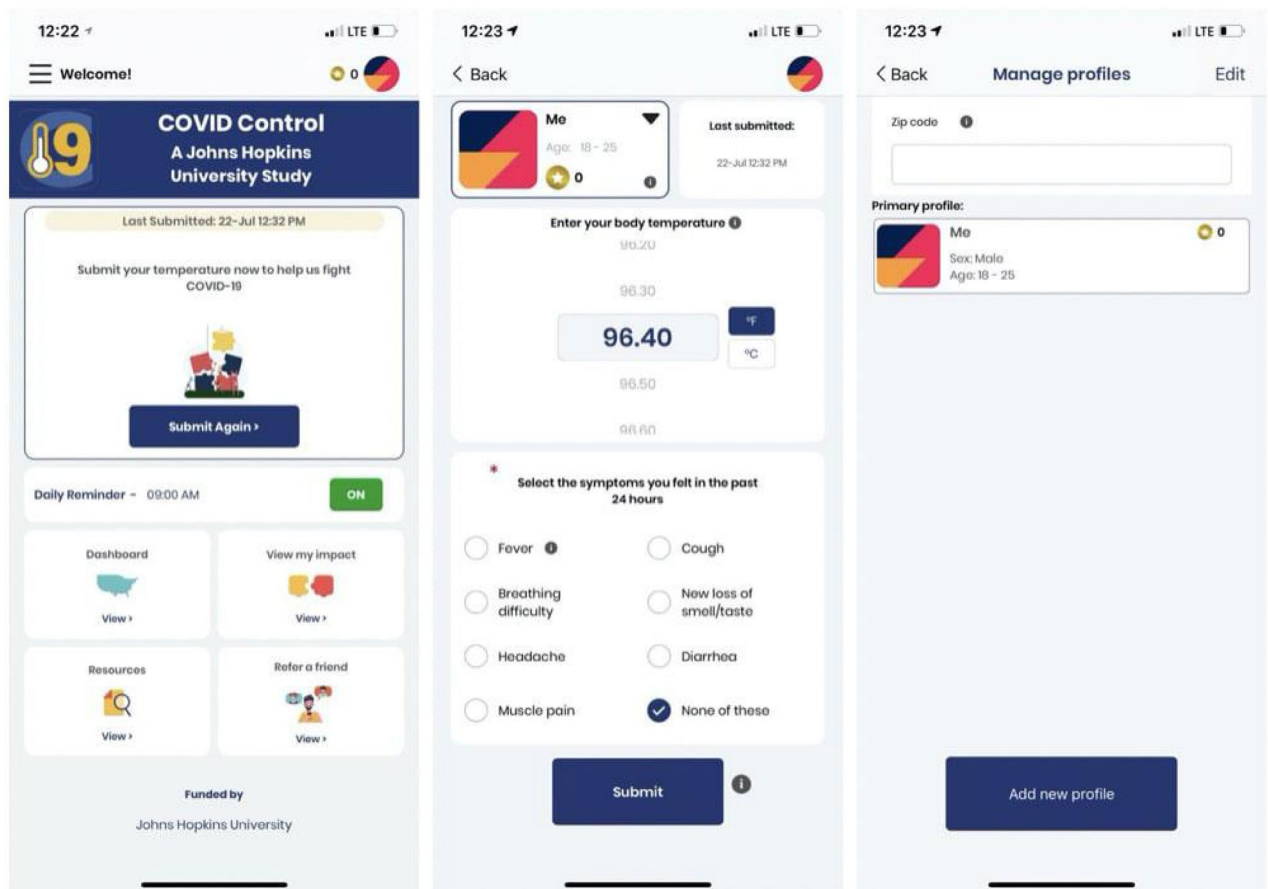 12:22
LTE
Welcome!
0
19
COVID Control
A Johns Hopkins
University Study
Last Submitted: 22-Jul 12:32 PM
Submit your temperature now to help us fight
COVID-19
Submit Again >
Daily Reminder - 09:00 AM
ON
Dashboard
View >
View my impact
View >
Resources
View >
Refer a friend
View >
Funded by
Johns Hopkins University
12:23
LTE
< Back
Me
Age: 18 - 25
0
Last submitted:
22-Jul 12:32 PM
Enter your body temperature
96.20
96.30
96.40
°F
°C
96.50
96.60
*
Select the symptoms you felt in the past
24 hours
Fever
Cough
Breathing
difficulty
New loss of
smell/taste
Headache
Diarrhea
Muscle pain
None of these
Submit
12:23
LTE
< Back
Manage profiles
Edit
Zip code
Primary profile:
Me
0
Sex: Male
Age: 18 - 25
Add new profile